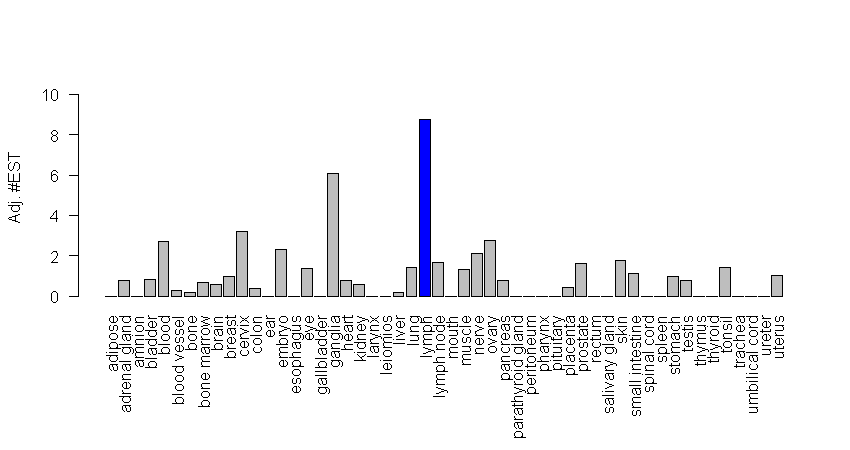 10
8
6
4
2
0
Adj. #EST
adipose
adrenal gland
amnion
bladder
blood
blood vessel
bone
bone marrow
brain
breast
cervix
colon
ear
embryo
esophagus
eye
gallbladder
ganglia
heart
kidney
larynx
leiomios
liver
lung
lymph
lymph node
mouth
muscle
nerve
ovary
pancreas
parathyroid gland
peritoneum
pharynx
pituitary
placenta
prostate
rectum
salivary gland
skin
small intestine
spinal cord
spleen
stomach
testis
thymus
thyroid
tonsil
trachea
umbilical cord
ureter
uterus